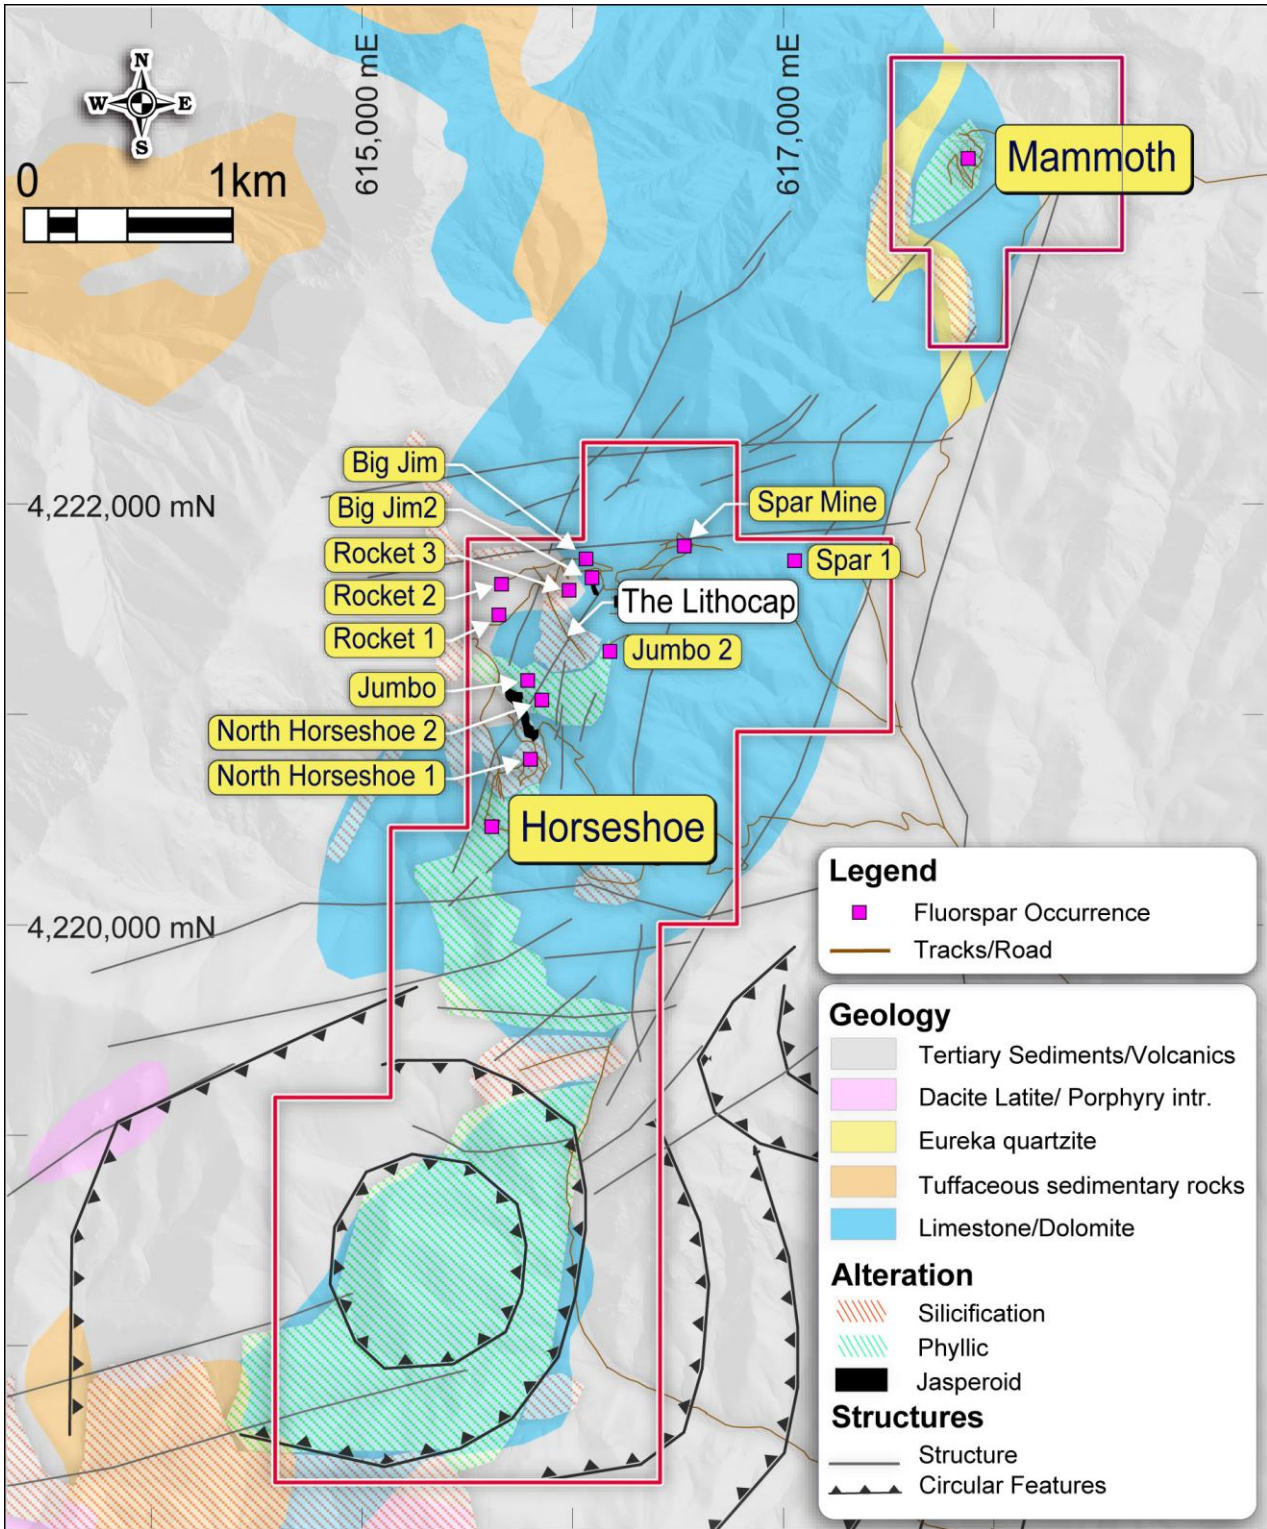 615,000 mE
617,000 mE
N
W E
S
0 1km
Mammoth
Big Jim
Big Jim2
Rocket 3
Rocket 2
Rocket 1
Jumbo
North Horseshoe 2
North Horseshoe 1
4,222,000 mN
Spar Mine
Spar 1
The Lithocap
Jumbo 2
Horseshoe
4,220,000 mN
Legend
Fluorspar Occurrence
Tracks/Road
Geology
Tertiary Sediments/Volcanics
Dacite Latite/ Porphyry intr.
Eureka quartzite
Tuffaceous sedimentary rocks
Limestone/Dolomite
Alteration
Silicification
Phyllic
Jasperoid
Structures
Structure
Circular Features